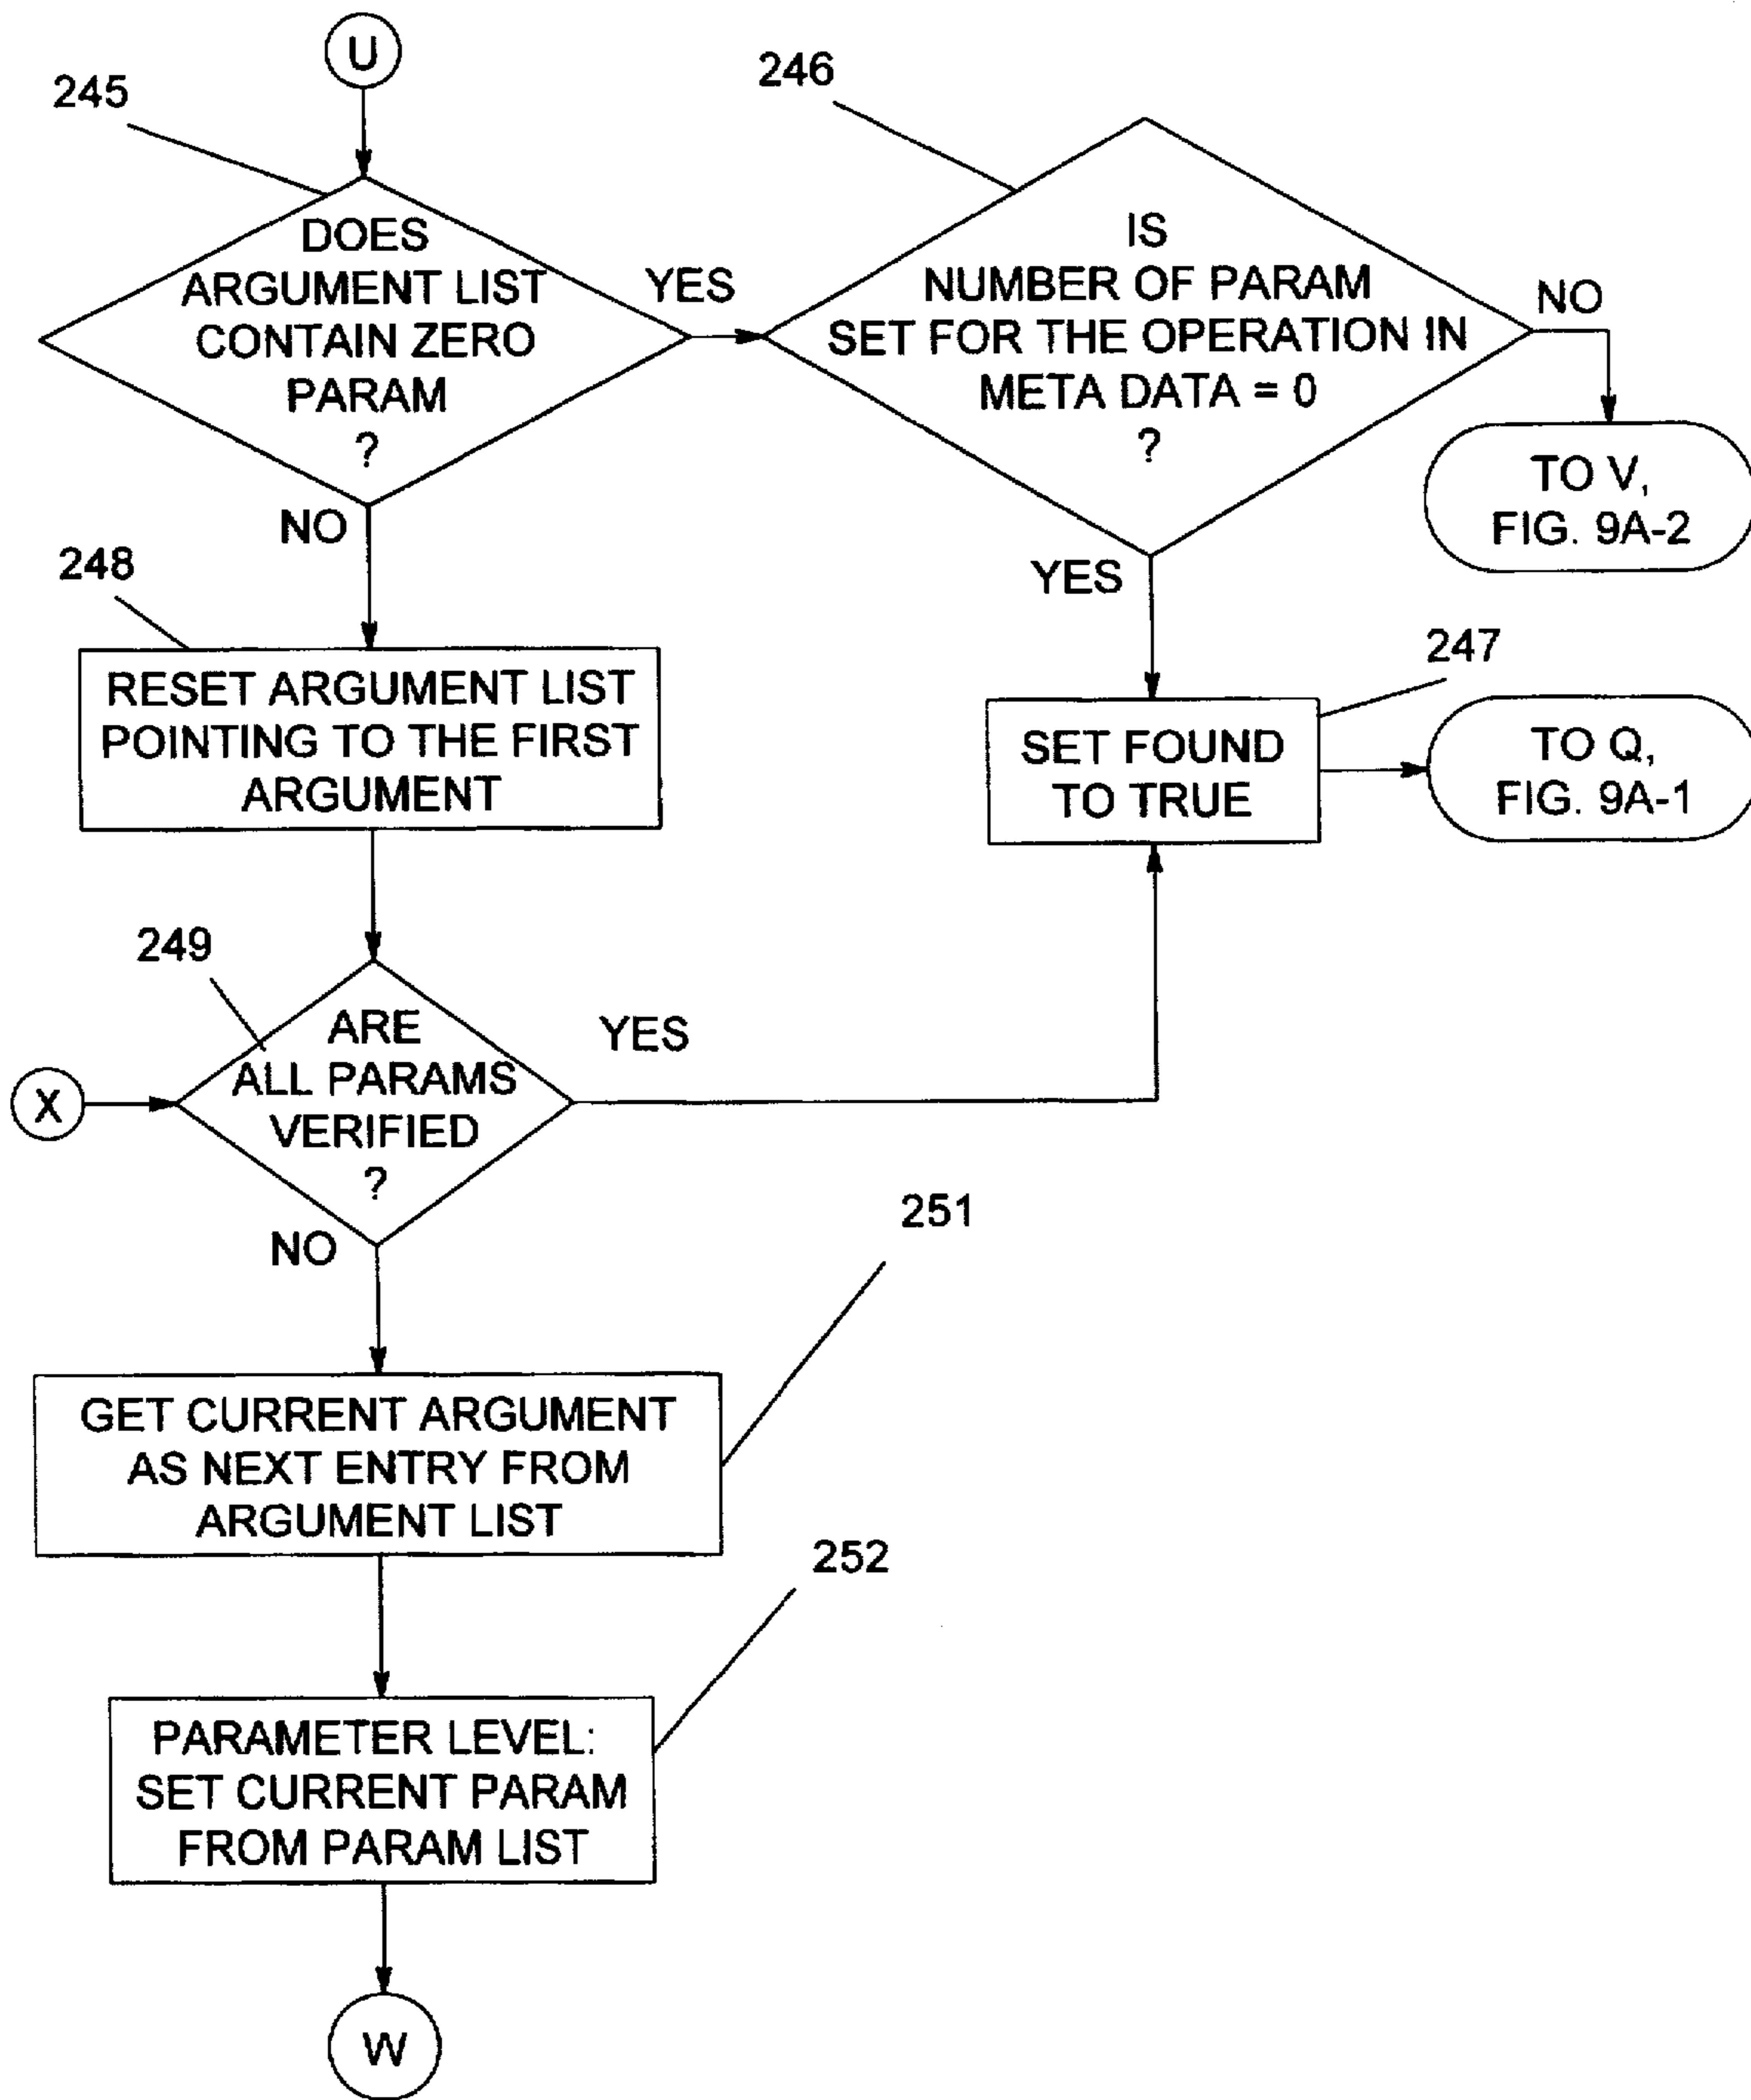 U
245
DOES
ARGUMENT LIST
CONTAIN ZERO
PARAM
?
YES
NO
246
IS
NUMBER OF PARAM
SET FOR THE OPERATION IN
META DATA = 0
?
NO
YES
TO V,
FIG. 9A-2
248
RESET ARGUMENT LIST
POINTING TO THE FIRST
ARGUMENT
247
SET FOUND
TO TRUE
TO Q,
FIG. 9A-1
249
X
ARE
ALL PARAMS
VERIFIED
?
YES
NO
251
GET CURRENT ARGUMENT
AS NEXT ENTRY FROM
ARGUMENT LIST
252
PARAMETER LEVEL:
SET CURRENT PARAM
FROM PARAM LIST
W